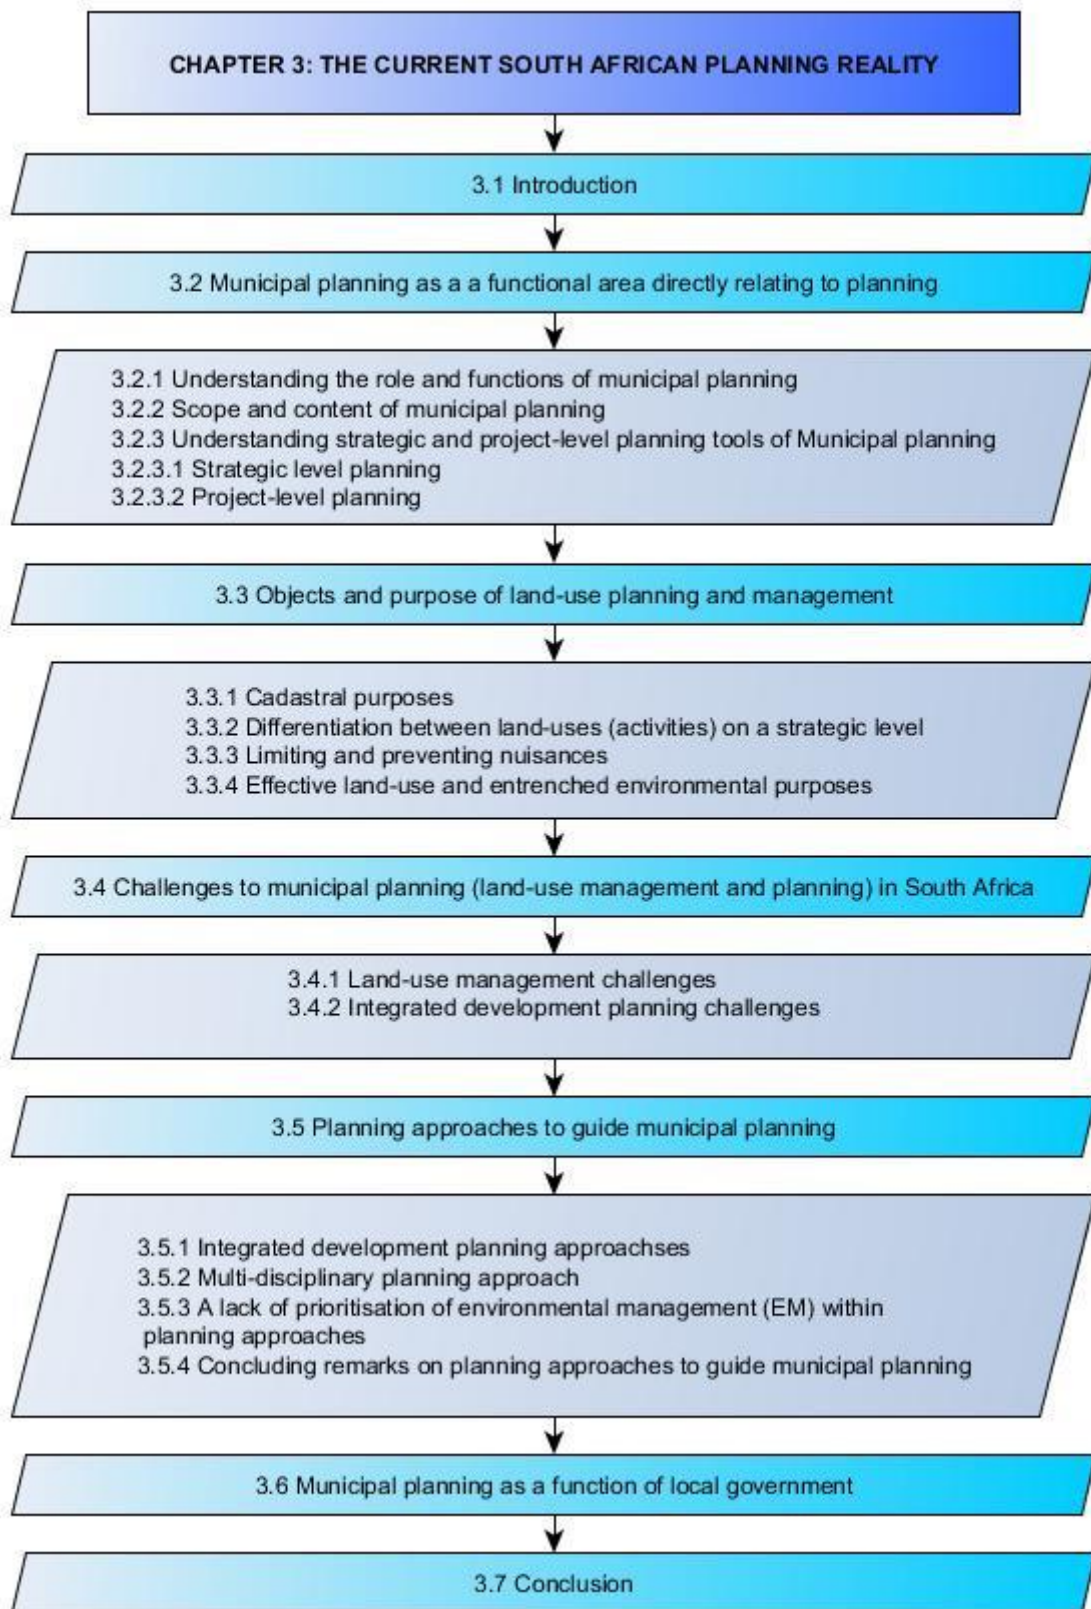 CHAPTER 3: THE CURRENT SOUTH AFRICAN PLANNING REALITY
3.1 Introduction
3.2 Municipal planning as a a functional area directly relating to planning
3.2.1 Understanding the role and functions of municipal planning
3.2.2 Scope and content of municipal planning
3.2.3 Understanding strategic and project-level planning tools of Municipal planning
3.2.3.1 Strategic level planning
3.2.3.2 Project-level planning
3.3 Objects and purpose of land-use planning and management
3.3.1 Cadastral purposes
3.3.2 Differentiation between land-uses (activities) on a strategic level
3.3.3 Limiting and preventing nuisances
3.3.4 Effective land-use and entrenched environmental purposes
3.4 Challenges to municipal planning (land-use management and planning) in South Africa
3.4.1 Land-use management challenges
3.4.2 Integrated development planning challenges
3.5 Planning approaches to guide municipal planning
3.5.1 Integrated development planning approachses
3.5.2 Multi-disciplinary planning approach
3.5.3 A lack of prioritisation of environmental management (EM) within
planning approaches
3.5.4 Concluding remarks on planning approaches to guide municipal planning
3.6 Municipal planning as a function of local government
3.7 Conclusion